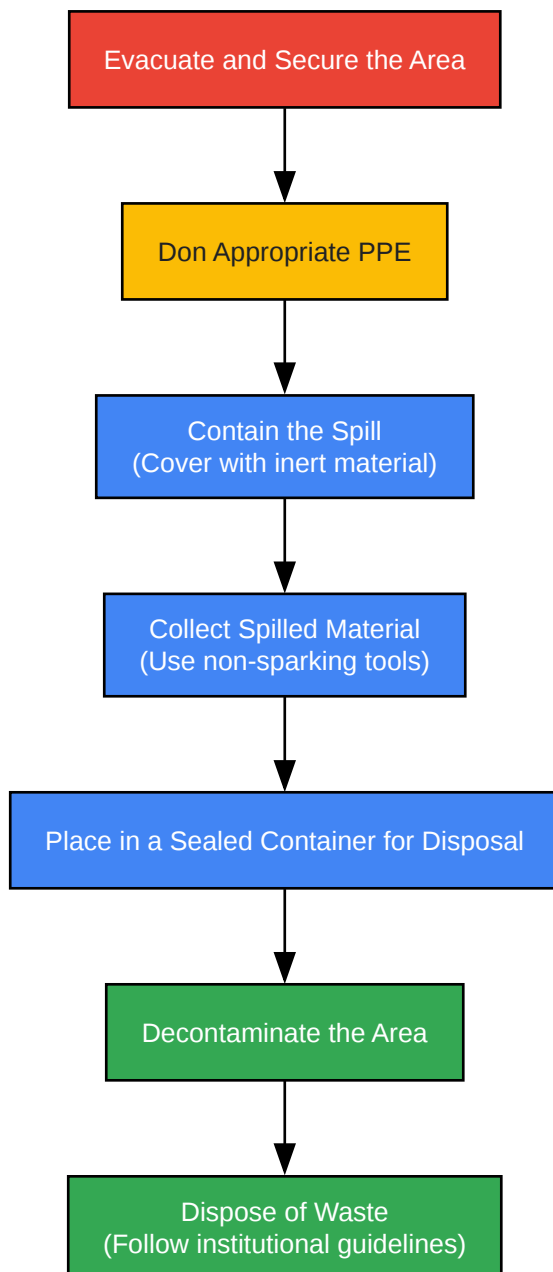 Evacuate and Secure the Area
Don Appropriate PPE
Contain the Spill
(Cover with inert material)
Collect Spilled Material
(Use non-sparking tools)
Place in a Sealed Container for Disposal
Decontaminate the Area
Dispose of Waste
(Follow institutional guidelines)